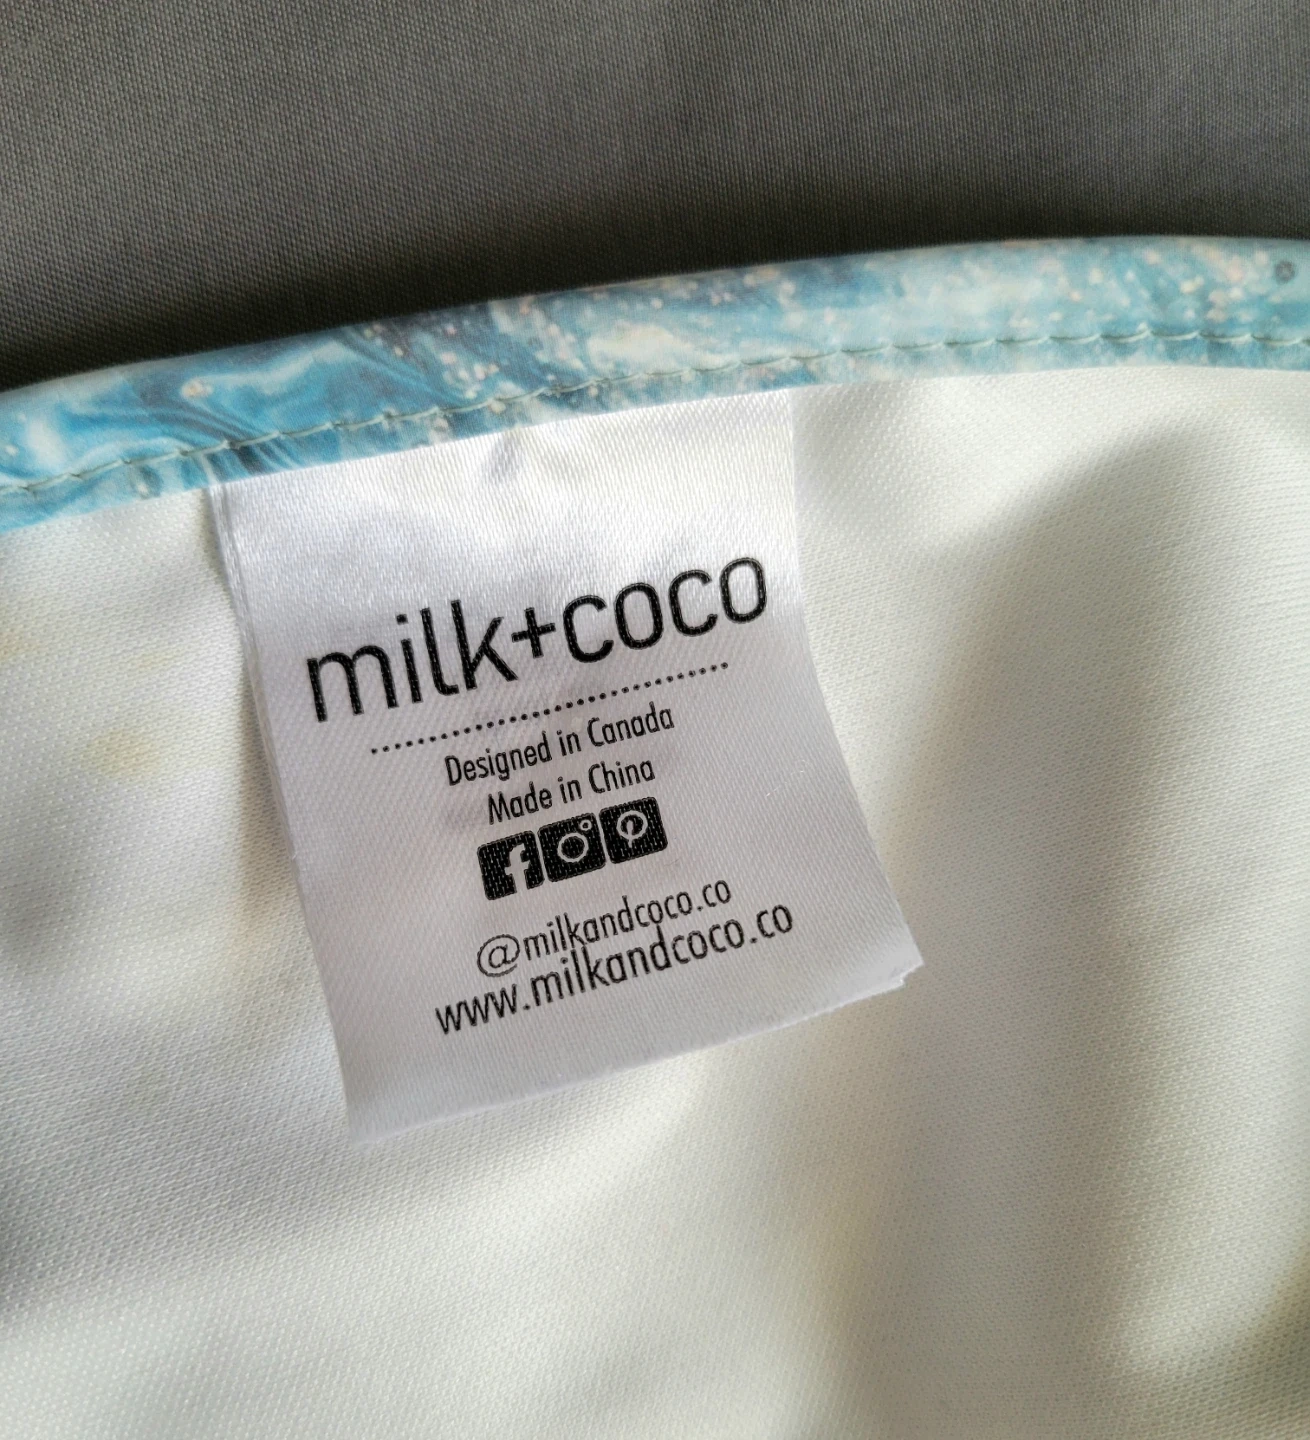 milk+coco
Designed in Canada
Made in China
@milkandcoco.co
www.milkandcoco.co